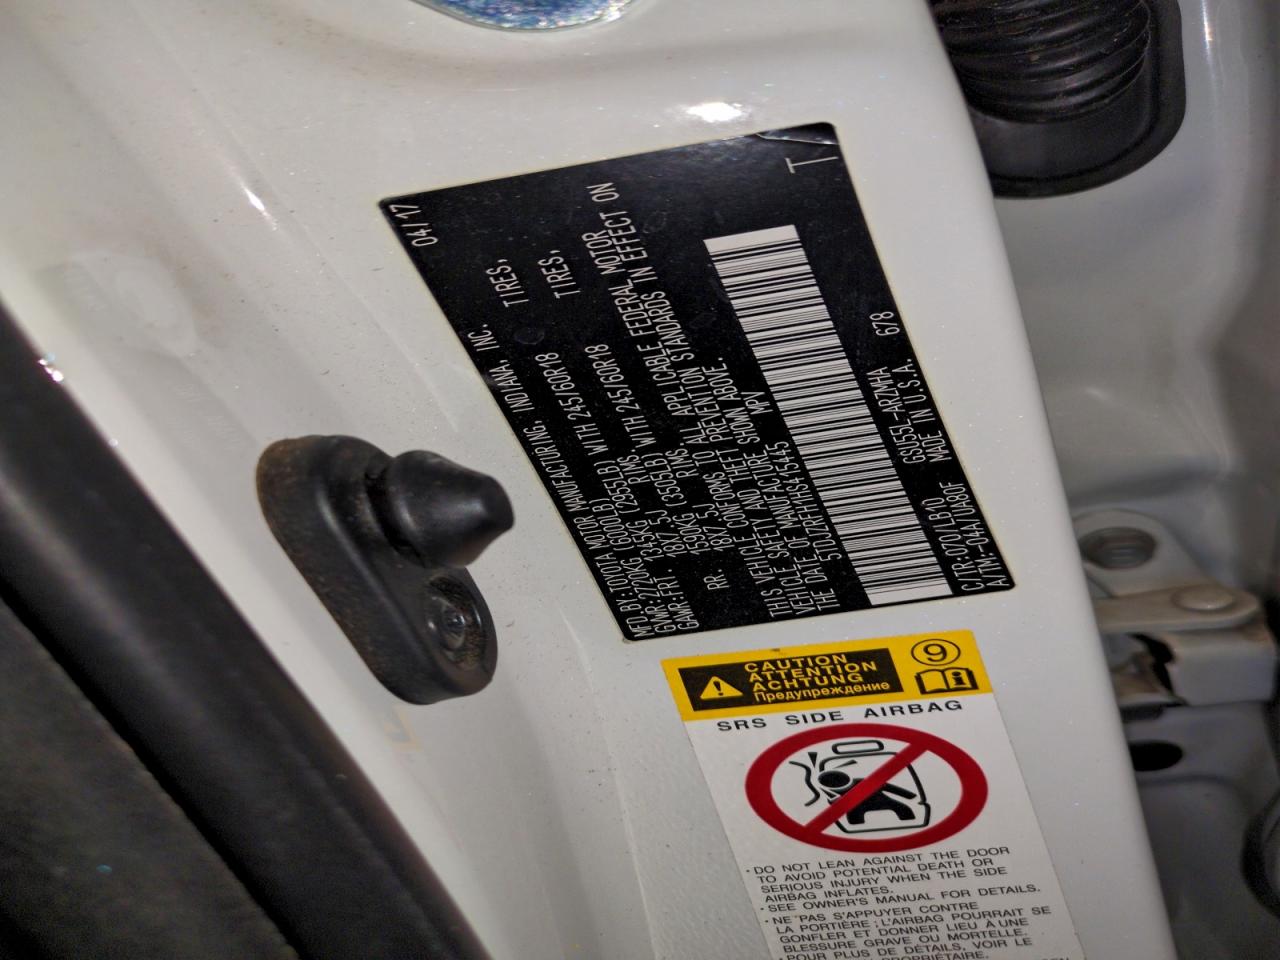 MFD.BY:TOYOTA MOTOR MANUFACTURING, INDIANA, INC. 04/17
GVWR:2720KG (6000LB)
GAWR:FRT. 1345KG (2955LB) WITH 245/60R18 TIRES,
18X7.5J RIMS,
RR. 1599KG (3505LB) WITH 245/60R18 TIRES,
18X7.5J RIMS
THIS VEHICLE CONFORMS TO ALL APPLICABLE FEDERAL MOTOR
VEHICLE SAFETY AND THEFT PREVENTION STANDARDS IN EFFECT ON
THE DATE OF MANUFACTURE SHOWN ABOVE.
5TDJZRFHHS415445 MPV
T
C/TR:070/LB10 GSU55L-ARZMHA 678
A/TM:-04A/0A80F MADE IN U.S.A.
CAUTION
ATTENTION
ACHTUNG
Предупреждение
9
SRS SIDE AIRBAG
· DO NOT LEAN AGAINST THE DOOR
TO AVOID POTENTIAL DEATH OR
SERIOUS INJURY WHEN THE SIDE
AIRBAG INFLATES.
· SEE OWNER'S MANUAL FOR DETAILS.
· NE PAS S'APPUYER CONTRE
LA PORTIÈRE ; L'AIRBAG POURRAIT SE
GONFLER ET DONNER LIEU À UNE
BLESSURE GRAVE OU MORTELLE.
· POUR PLUS DE DÉTAILS, VOIR LE
PROPRIÉTAIRE.